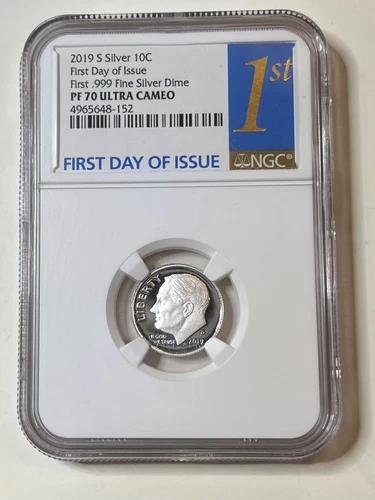 2019 S Silver 10C
First Day of Issue
First .999 Fine Silver Dime
PF 70 ULTRA CAMEO
4965648-152
1st
FIRST DAY OF ISSUE
NGC®
LIBERTY
IN GOD
WE TRUST
S
2019